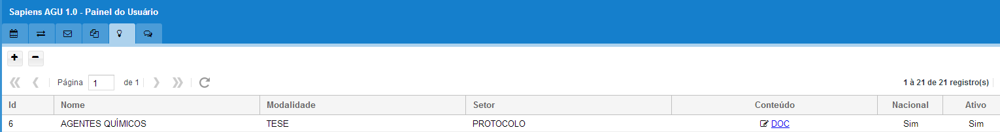 Sapiens AGU 1.0 - Painel do Usuário
Página 1 de 1 1 à 21 de 21 registro(s)
Id Nome Modalidade Setor Conteúdo Nacional Ativo
6 AGENTES QUÍMICOS TESE PROTOCOLO DOC Sim Sim